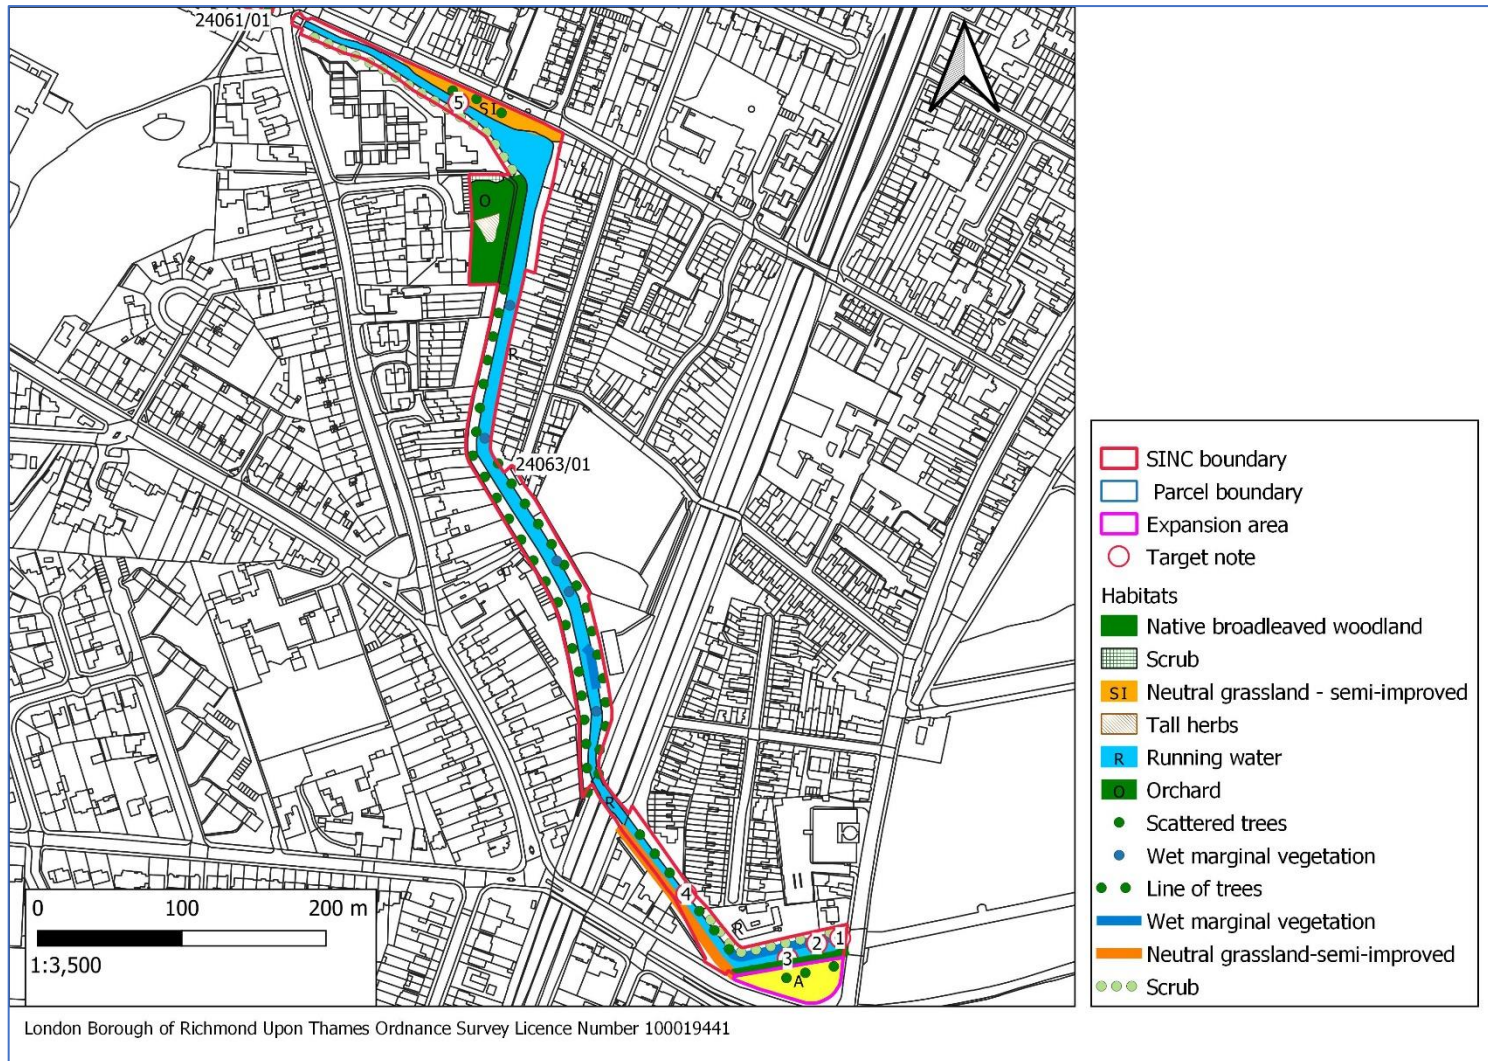 24061/01
5
SI
O
R
24063/01
R
4
R
1
2
3
A
0 100 200 m
1:3,500
SINC boundary
Parcel boundary
Expansion area
Target note
Habitats
Native broadleaved woodland
Scrub
SI Neutral grassland - semi-improved
Tall herbs
R Running water
O Orchard
Scattered trees
Wet marginal vegetation
Line of trees
Wet marginal vegetation
Neutral grassland-semi-improved
Scrub
London Borough of Richmond Upon Thames Ordnance Survey Licence Number 100019441